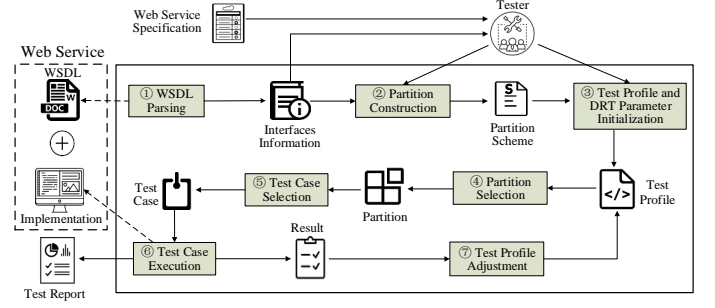 Web Service
Specification
Tester
Web Service
WSDL
W
DOC
① WSDL
Parsing
Interfaces
Information
② Partition
Construction
S
Partition
Scheme
③ Test Profile and
DRT Parameter
Initialization
Implementation
Test
Case
⑤ Test Case
Selection
Partition
④ Partition
Selection
</>
Test
Profile
Test Report
⑥ Test Case
Execution
Result
⑦ Test Profile
Adjustment